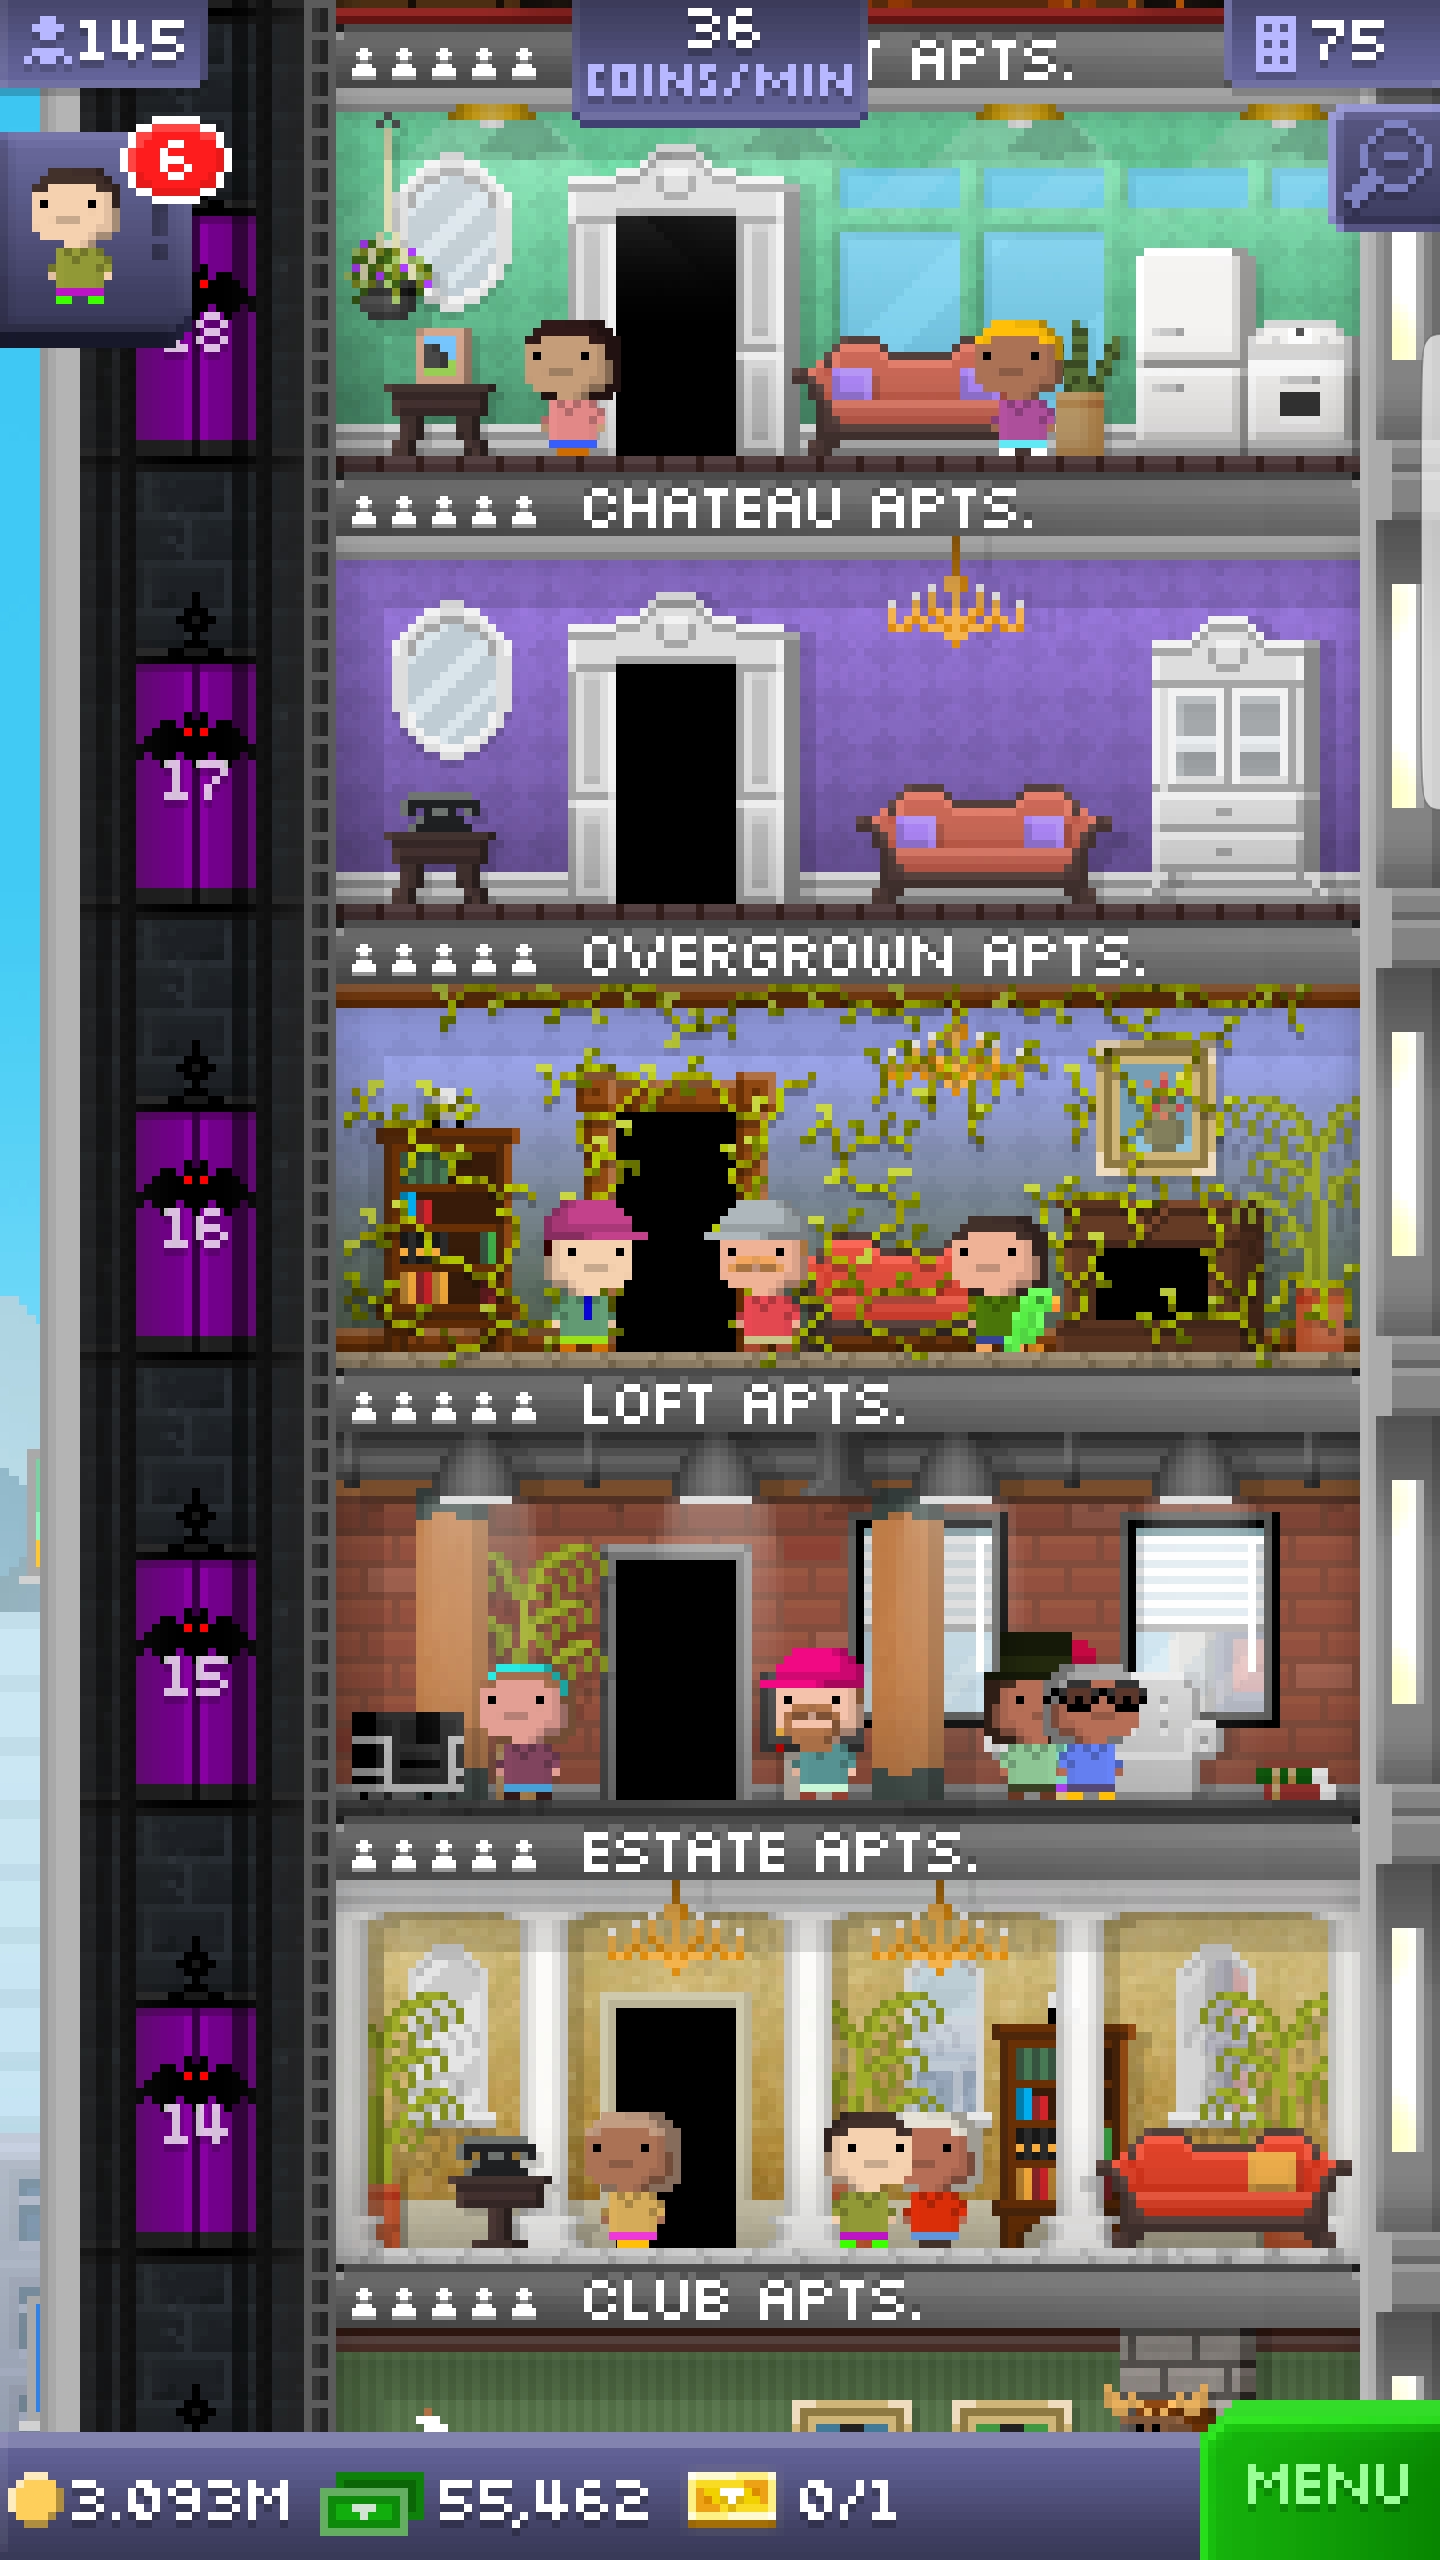 145
36
COINS/MIN
75
T APTS.
6
18
CHATEAU APTS.
17
OVERGROWN APTS.
16
LOFT APTS.
15
ESTATE APTS.
14
CLUB APTS.
3.093M
55,462
0/1
MENU